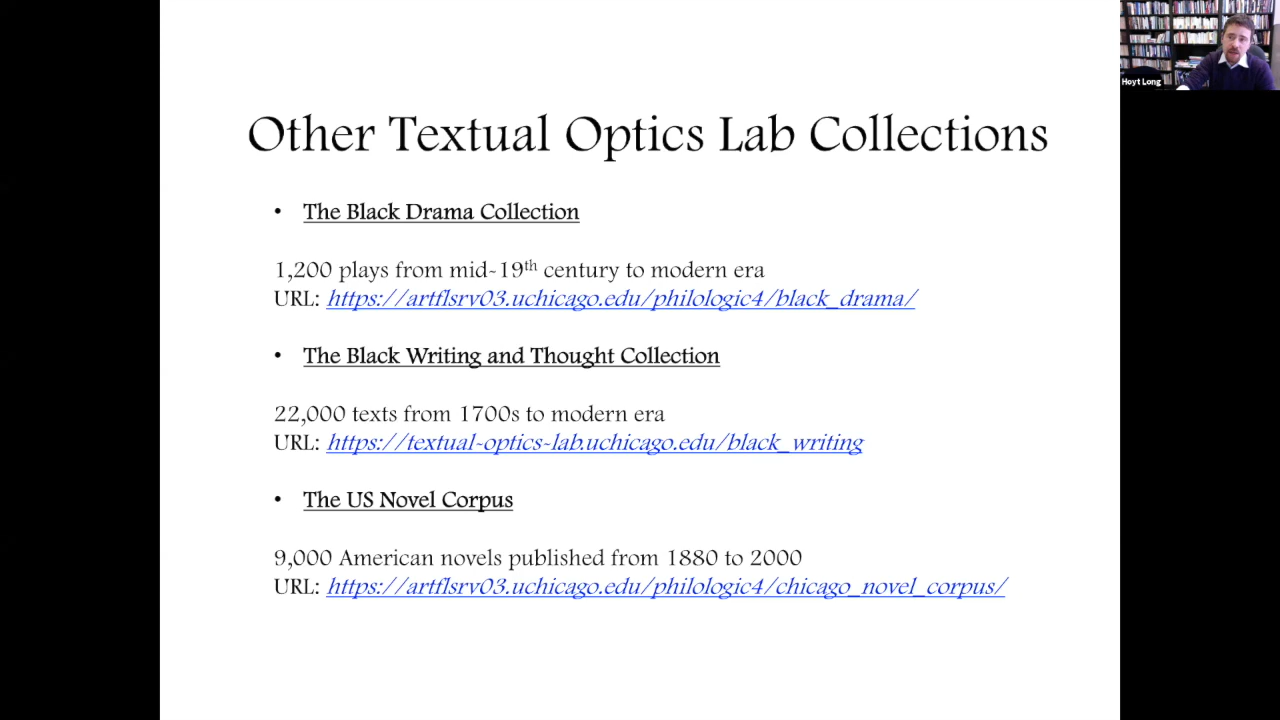 Other Textual Optics Lab Collections
• The Black Drama Collection
1,200 plays from mid-19th century to modern era
URL: https://artflsrv03.uchicago.edu/philologic4/black_drama/
• The Black Writing and Thought Collection
22,000 texts from 1700s to modern era
URL: https://textual-optics-lab.uchicago.edu/black_writing
• The US Novel Corpus
9,000 American novels published from 1880 to 2000
URL: https://artflsrv03.uchicago.edu/philologic4/chicago_novel_corpus/
Hoyt Long